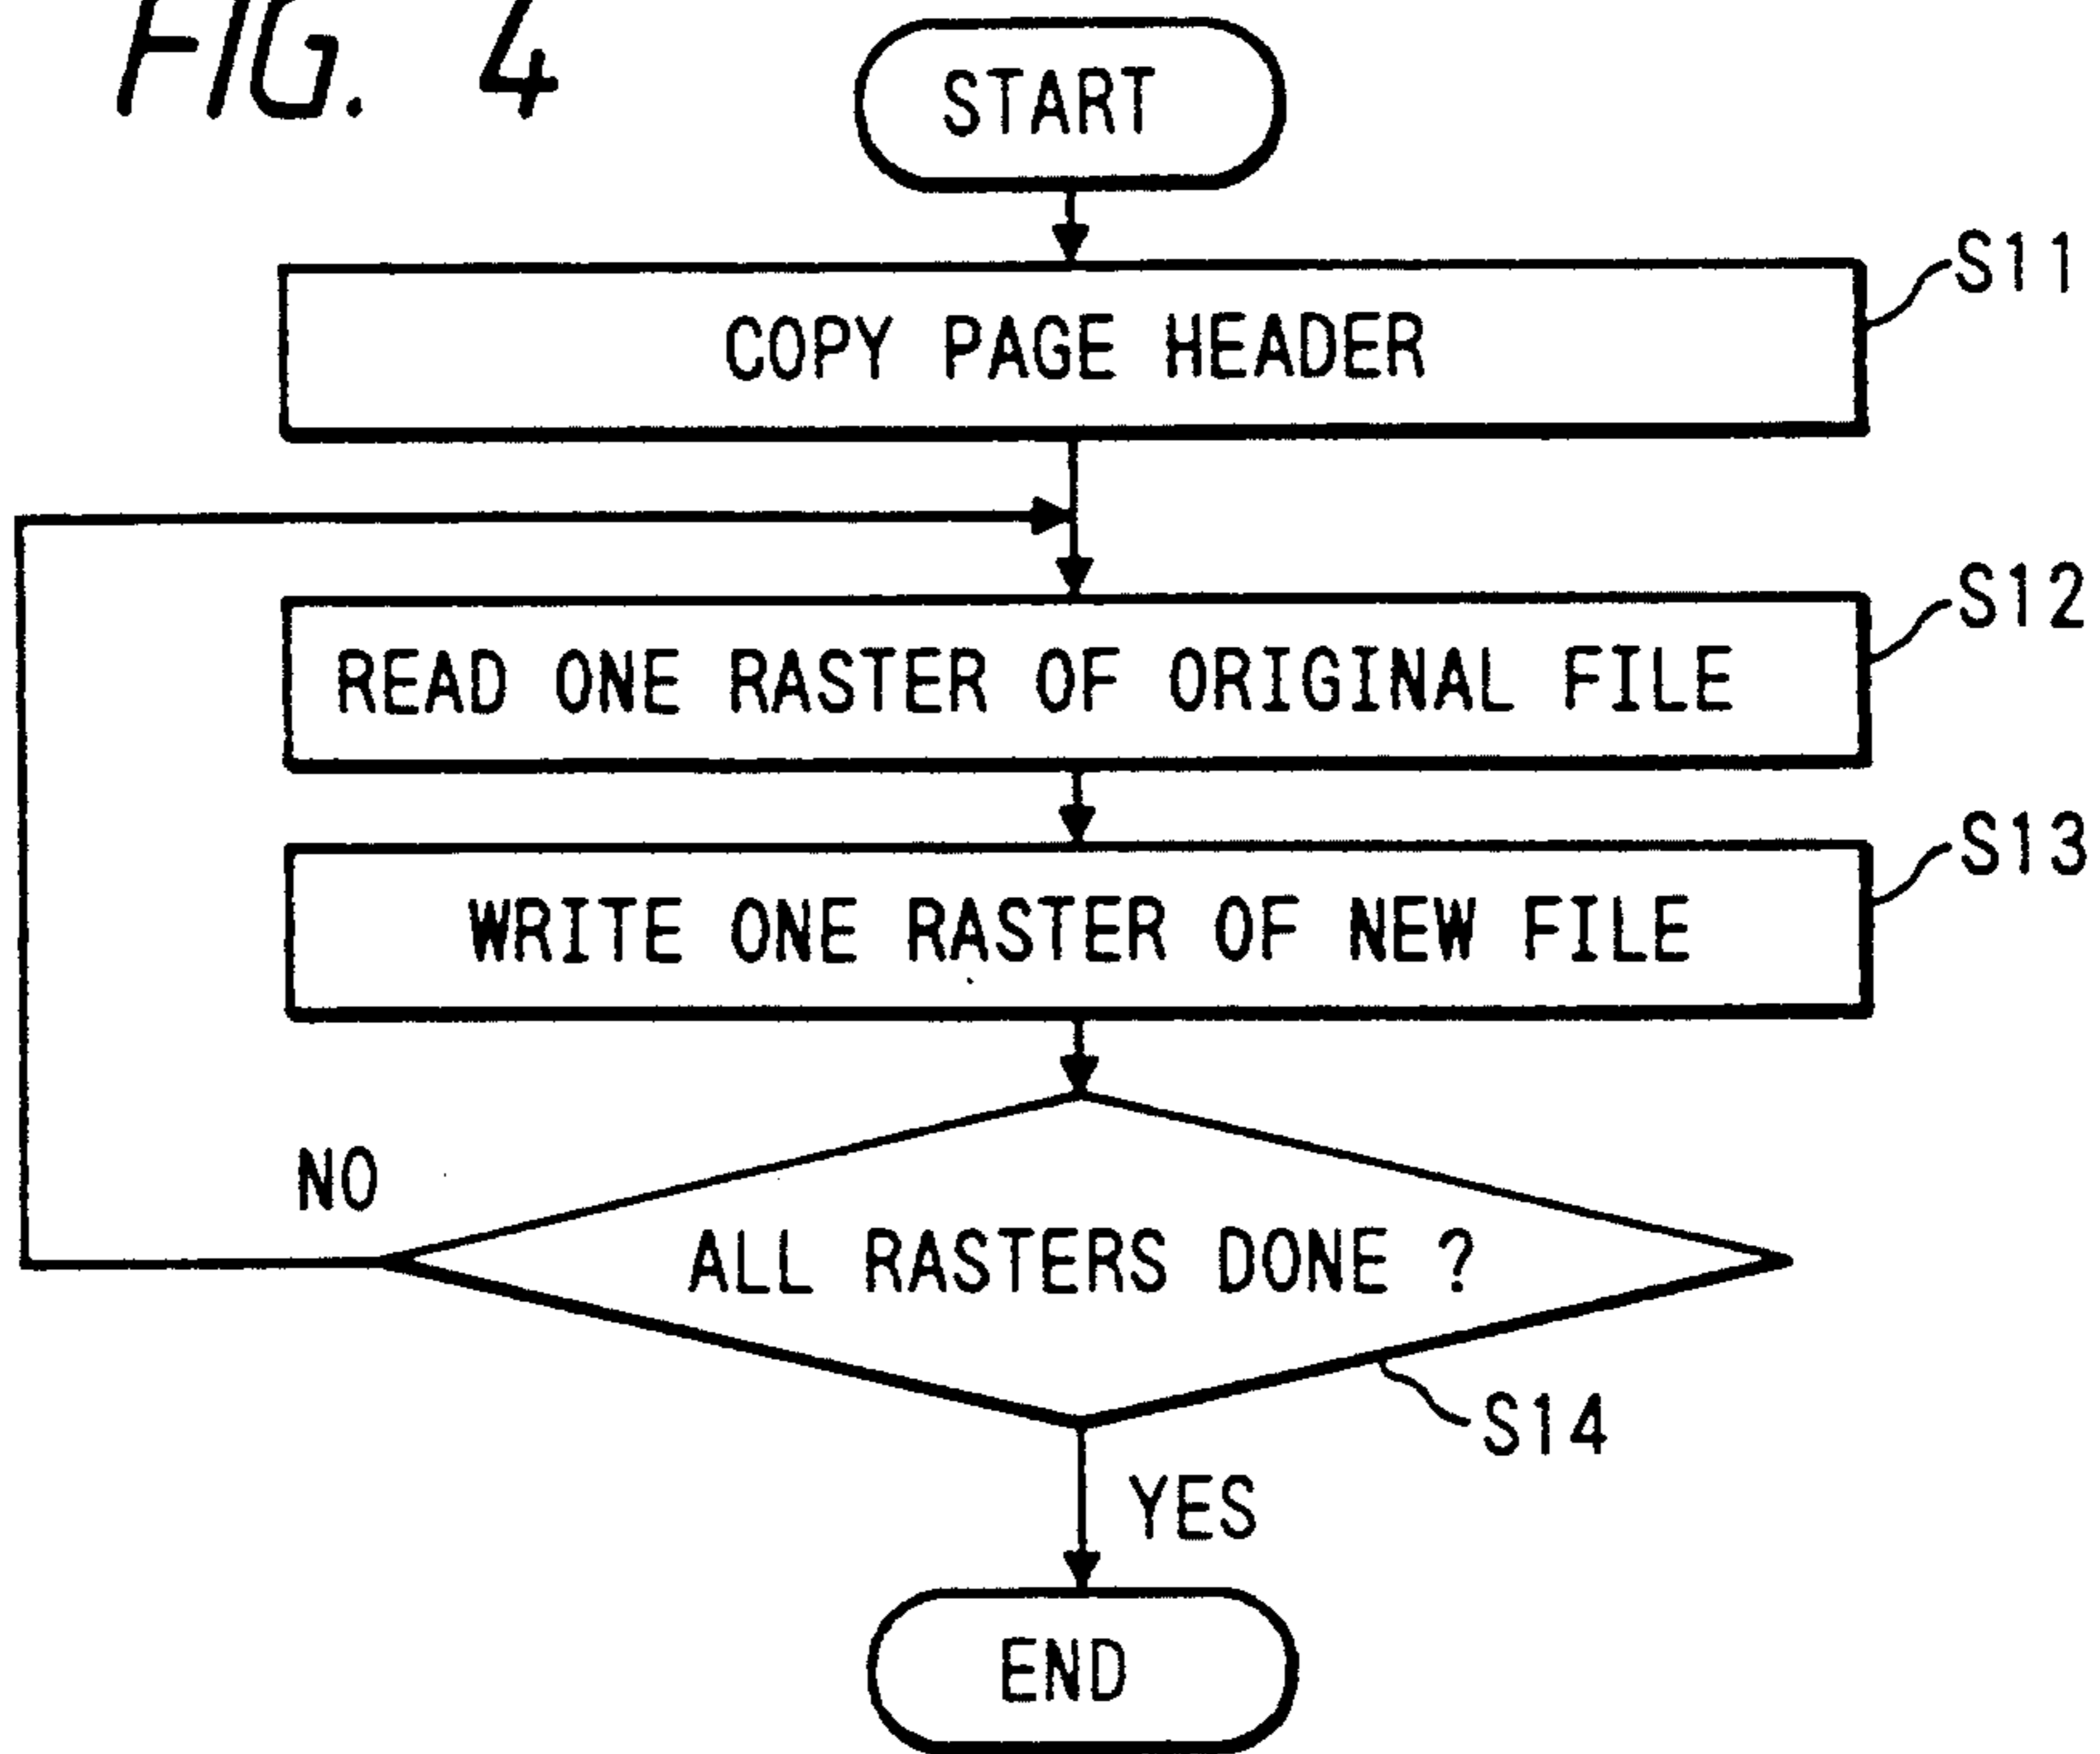 FIG. 4
START
S11
COPY PAGE HEADER
S12
READ ONE RASTER OF ORIGINAL FILE
S13
WRITE ONE RASTER OF NEW FILE
NO
ALL RASTERS DONE ?
S14
YES
END